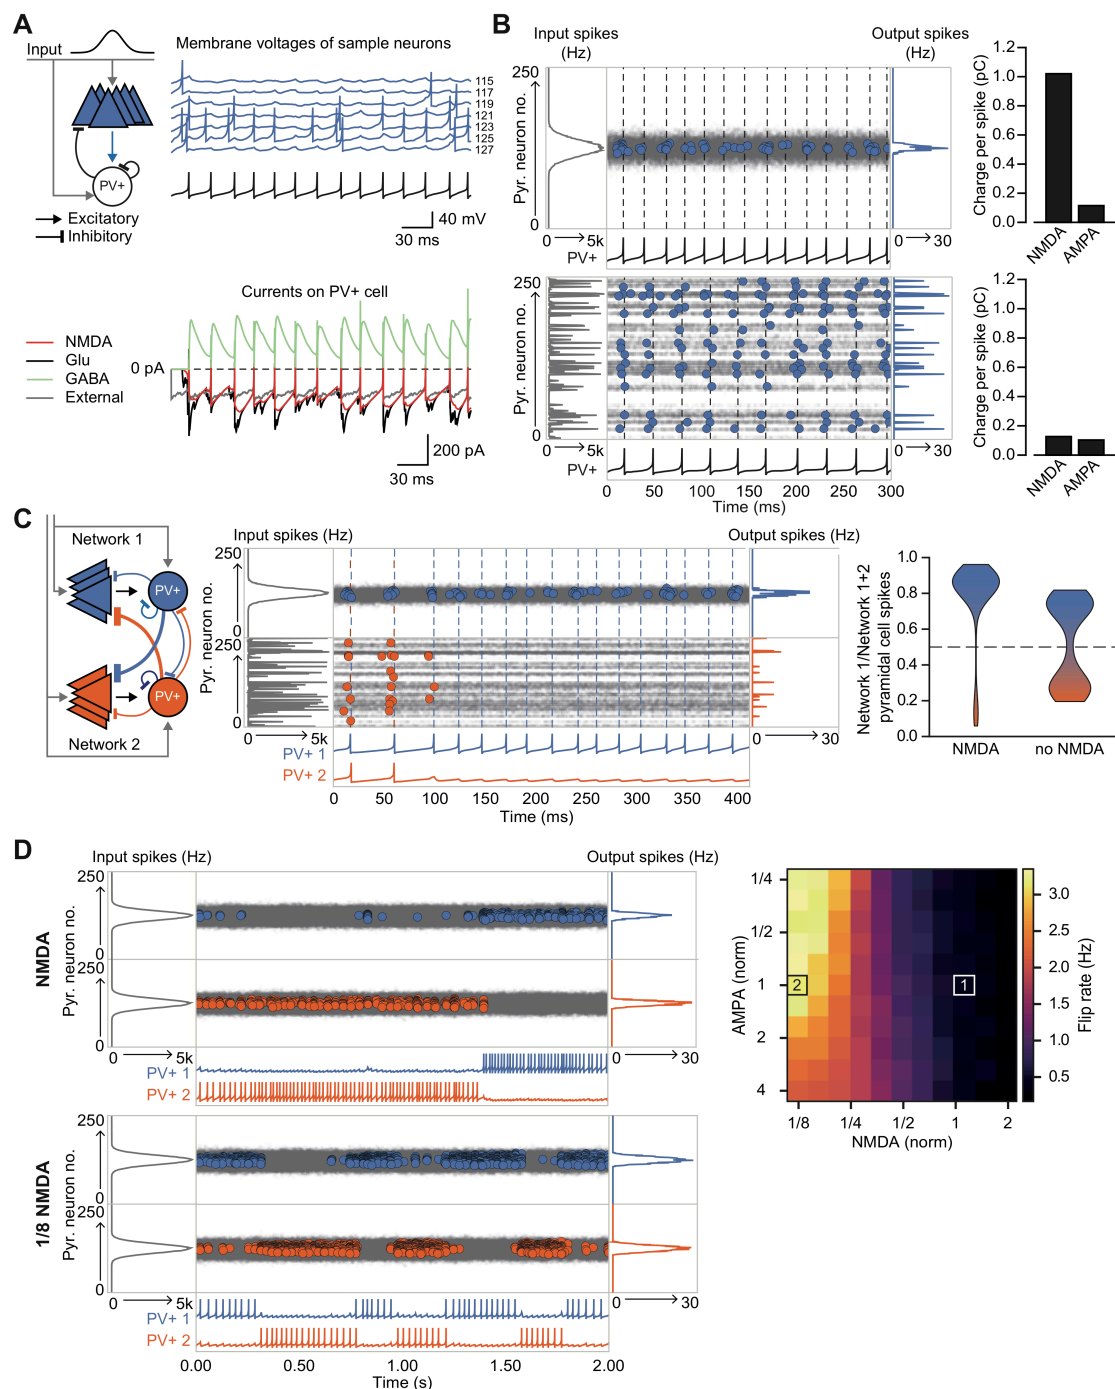 A
Input
Membrane voltages of sample neurons
115
117
119
121
123
125
127
PV+
Excitatory
Inhibitory
40 mV
30 ms
Currents on PV+ cell
NMDA
Glu
GABA
External
0 pA
200 pA
30 ms
B
Input spikes
(Hz)
Output spikes
(Hz)
250
Pyr. neuron no.
0
0
5k
0
30
PV+
Charge per spike (pC)
1.2
1.0
0.8
0.6
0.4
0.2
0.0
NMDA
AMPA
250
Pyr. neuron no.
0
0
5k
0
30
PV+
0
50
100
150
200
250
300
Time (ms)
Charge per spike (pC)
1.2
1.0
0.8
0.6
0.4
0.2
0.0
NMDA
AMPA
C
Network 1
PV+
PV+
Network 2
Input spikes (Hz)
Output spikes (Hz)
250
Pyr. neuron no.
0
250
0
0
5k
0
30
PV+ 1
PV+ 2
0
50
100
150
200
250
300
350
400
Time (ms)
Network 1/Network 1+2
pyramidal cell spikes
1.0
0.8
0.6
0.4
0.2
0.0
NMDA
no NMDA
D
Input spikes (Hz)
Output spikes (Hz)
NMDA
Pyr. neuron no.
250
0
250
0
0
5k
0
30
PV+ 1
PV+ 2
1/8 NMDA
Pyr. neuron no.
250
0
250
0
0
5k
0
30
PV+ 1
PV+ 2
0.00
0.50
1.00
1.50
2.00
Time (s)
AMPA (norm)
1/4
1/2
1
2
4
2
1
1/8
1/4
1/2
1
2
NMDA (norm)
3.0
2.5
2.0
1.5
1.0
0.5
Flip rate (Hz)